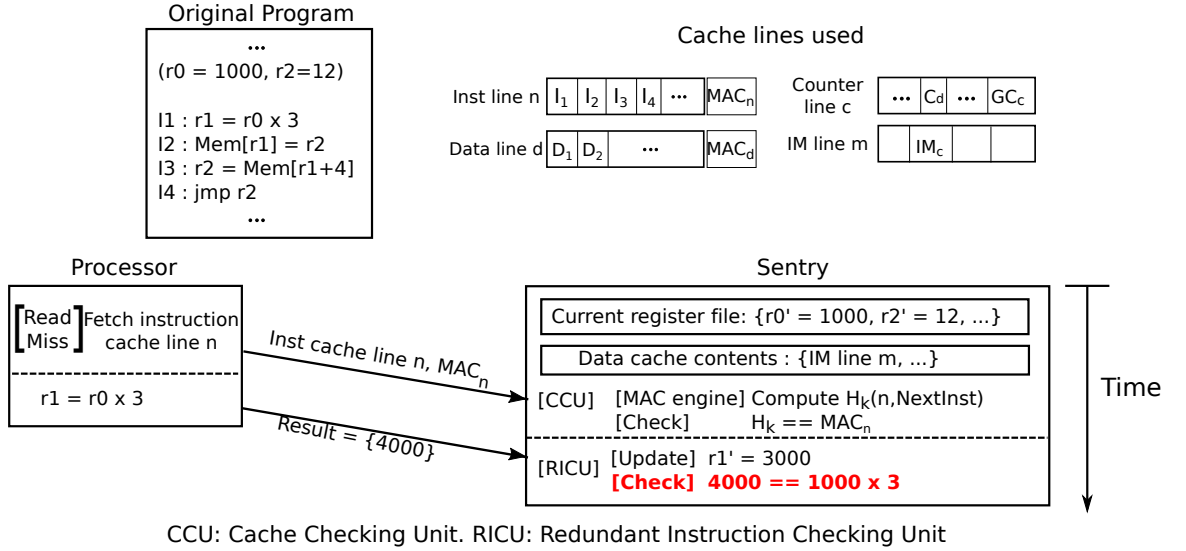 Original Program
...
(r0 = 1000, r2=12)
I1 : r1 = r0 x 3
I2 : Mem[r1] = r2
I3 : r2 = Mem[r1+4]
I4 : jmp r2
...
Cache lines used
Inst line n I1 I2 I3 I4 ... MACn
Data line d D1 D2 ... MACd
Counter line c ... Cd ... GCc
IM line m IMc
Processor
[Read Miss] Fetch instruction
cache line n
r1 = r0 x 3
Inst cache line n, MACn
Result = {4000}
Sentry
Current register file: {r0' = 1000, r2' = 12, ...}
Data cache contents : {IM line m, ...}
[CCU] [MAC engine] Compute Hk(n,NextInst)
[Check] Hk == MACn
[RICU] [Update] r1' = 3000
[Check] 4000 == 1000 x 3
Time
CCU: Cache Checking Unit. RICU: Redundant Instruction Checking Unit